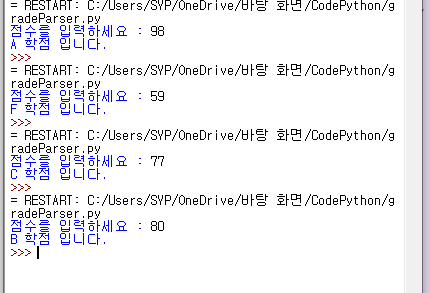 = RESTART: C:/Users/SYP/OneDrive/바탕 화면/CodePython/g
radeParser.py
점수를 입력하세요 : 98
A 학점 입니다.
>>>
= RESTART: C:/Users/SYP/OneDrive/바탕 화면/CodePython/g
radeParser.py
점수를 입력하세요 : 59
F 학점 입니다.
>>>
= RESTART: C:/Users/SYP/OneDrive/바탕 화면/CodePython/g
radeParser.py
점수를 입력하세요 : 77
C 학점 입니다.
>>>
= RESTART: C:/Users/SYP/OneDrive/바탕 화면/CodePython/g
radeParser.py
점수를 입력하세요 : 80
B 학점 입니다.
>>>